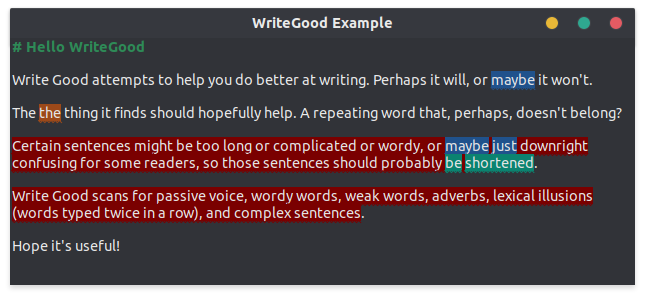 WriteGood Example
# Hello WriteGood
Write Good attempts to help you do better at writing. Perhaps it will, or maybe it won't.
The the thing it finds should hopefully help. A repeating word that, perhaps, doesn't belong?
Certain sentences might be too long or complicated or wordy, or maybe just downright
confusing for some readers, so those sentences should probably be shortened.
Write Good scans for passive voice, wordy words, weak words, adverbs, lexical illusions
(words typed twice in a row), and complex sentences.
Hope it's useful!